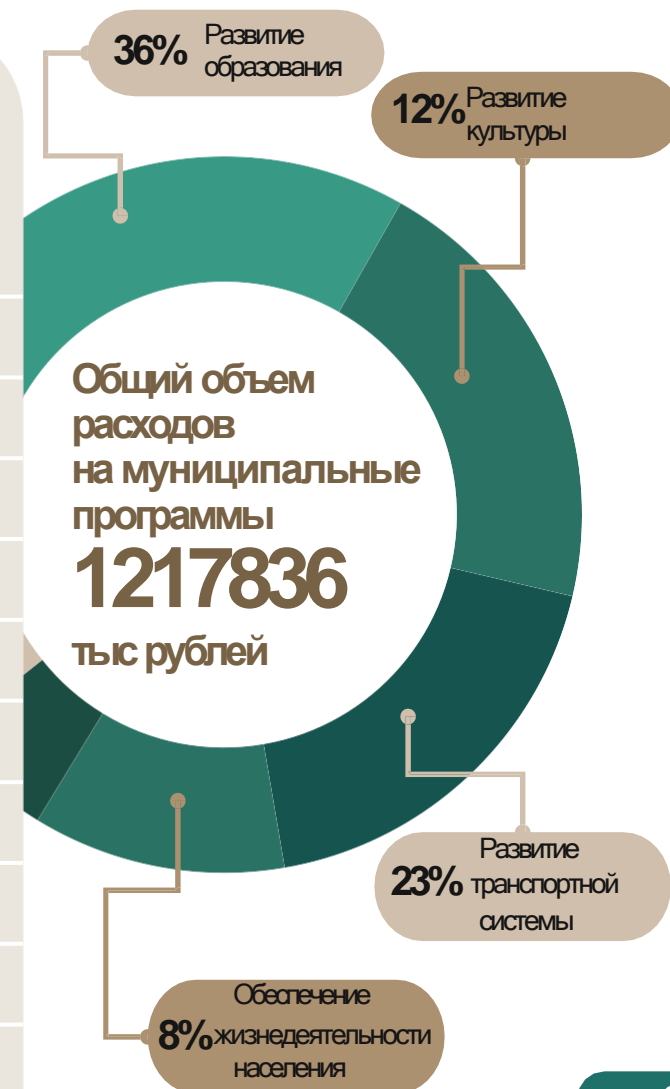 36% Развитие
образования
12% Развитие
культуры
Общий объем
расходов
на муниципальные
программы
1217836
тыс рублей
Развитие
23% транспортной
системы
Обеспечение
8% жизнедеятельности
населения